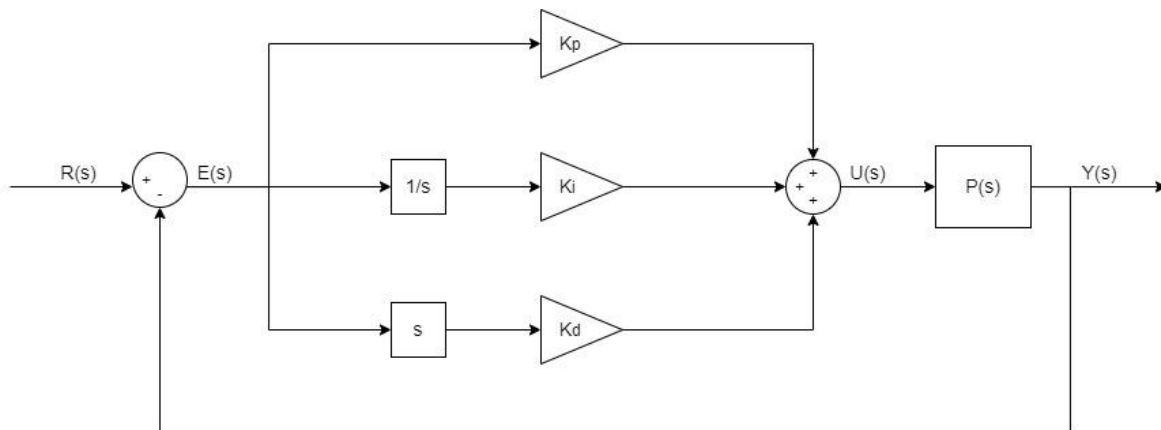 Kp
R(s)
+
-
E(s)
1/s
Ki
+
+
+
U(s)
P(s)
Y(s)
s
Kd